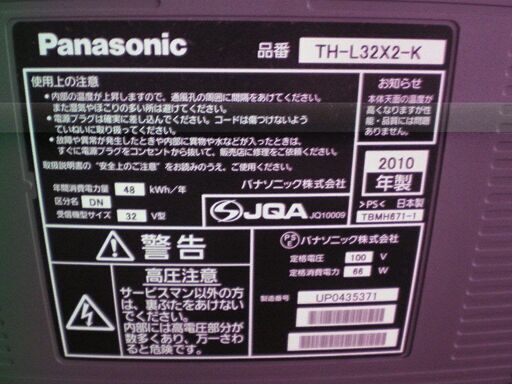 Panasonic
品番 TH-L32X2-K
使用上の注意
・内部の温度が上昇しますので、通風孔の周囲に間隔をあけてください。
また湿気やほこりの多い所は避けてください。
・電源プラグは確実に差し込んでください。コードは傷つけないよう
ていねいに取り扱ってください。
・故障や異常が発生したときや内部に異物や水などが入ったときは、
すぐに電源プラグをコンセントから抜いて、販売店に修理をご依頼ください。
取扱説明書の"安全上のご注意"をお読みのうえ、ご使用ください。
お知らせ
本体天面の温度が
高くなりますが性
能・品質には問題
ありません。
2010
年製
>PS< 日本製
TBMH671-1
年間消費電力量 48 kWh/年
区分名 DN
受信機型サイズ 32 V型
パナソニック株式会社
JQA JQ10009
警告
高圧注意
サービスマン以外の方
は、裏ぶたをあけない
でください。
内部には高電圧部分が
数多くあり、万一さわ
ると危険です。
PSE パナソニック株式会社
定格電圧 100 V
定格消費電力 66 W
製造番号 UP0435371